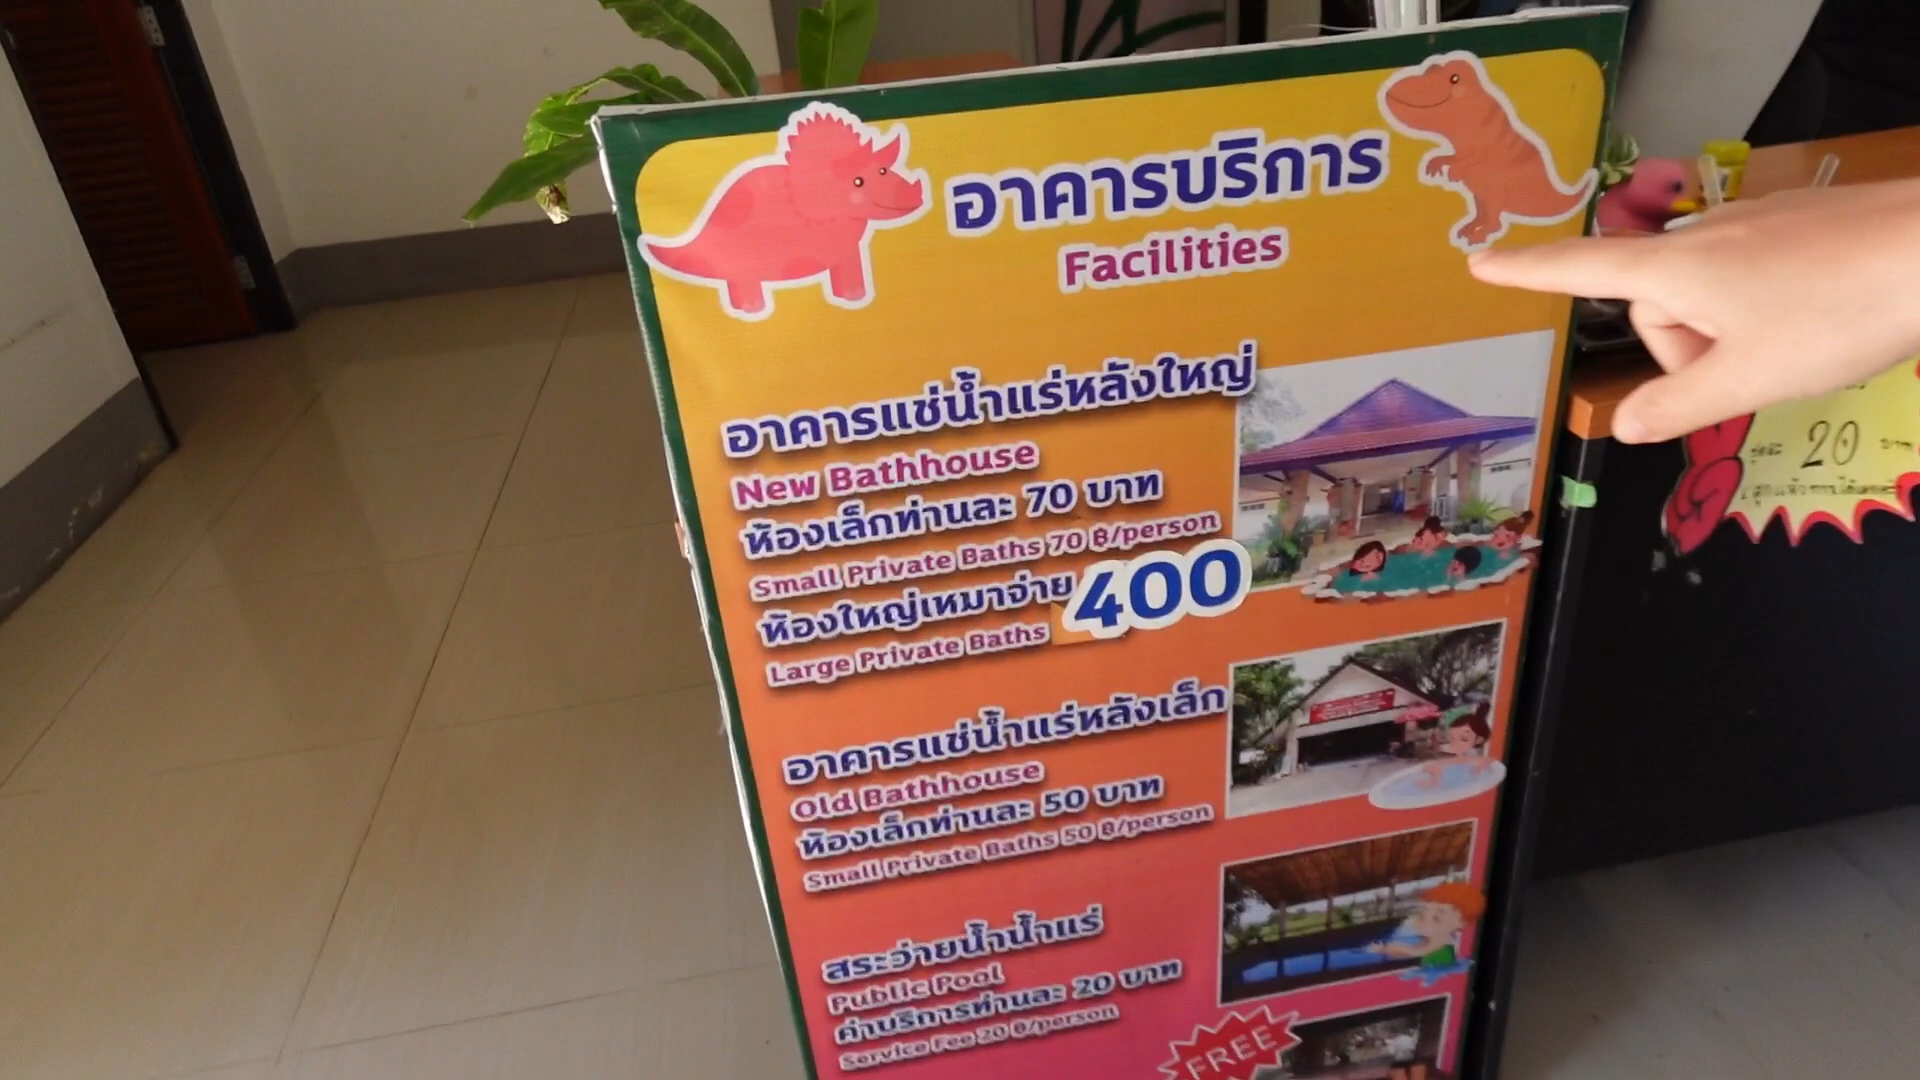 อาคารบริการ
Facilities
อาคารแช่น้ำแร่หลังใหญ่
New Bathhouse
ห้องเล็กท่านละ 70 บาท
Small Private Baths 70 ฿/person
ห้องใหญ่เหมาจ่าย 400
Large Private Baths
อาคารแช่น้ำแร่หลังเล็ก
Old Bathhouse
ห้องเล็กท่านละ 50 บาท
Small Private Baths 50 ฿/person
สระว่ายน้ำน้ำแร่
Public Pool
ค่าบริการท่านละ 20 บาท
Service Fee 20 ฿/person
FREE
20 บาท